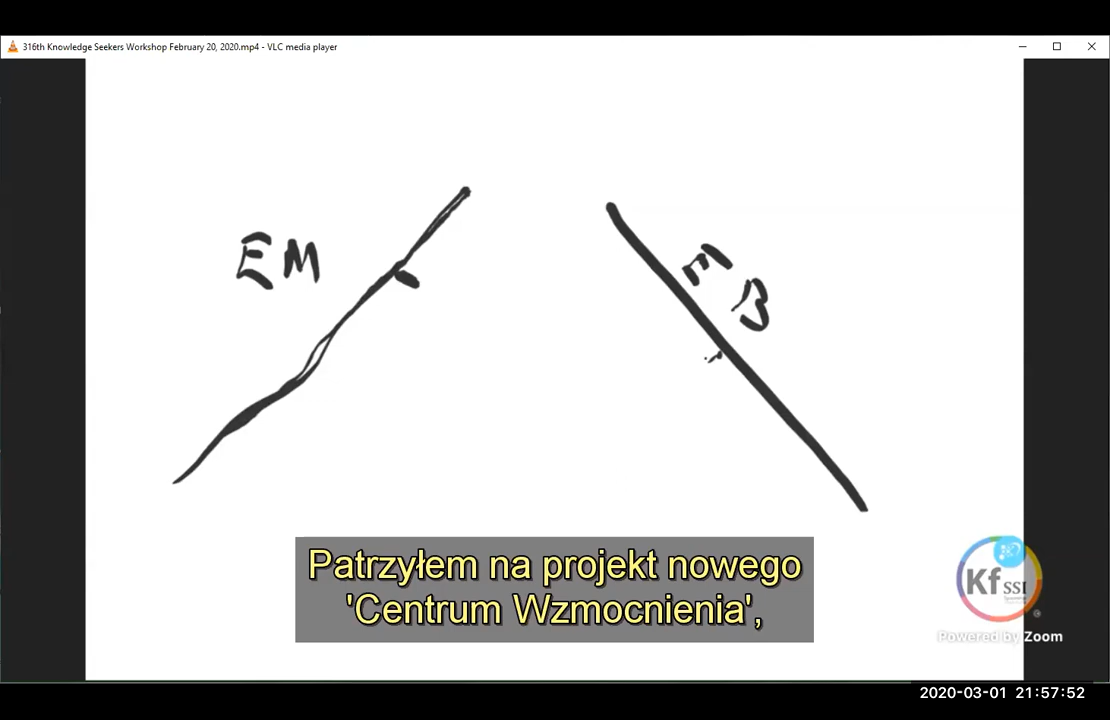 316th Knowledge Seekers Workshop February 20, 2020.mp4 - VLC media player
EM
EB
Patrzyłem na projekt nowego
'Centrum Wzmocnienia',
Kf SSI
Powered by Zoom
2020-03-01 21:57:52